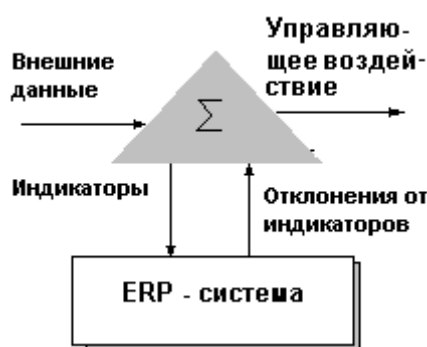 Управляю-
щее воздей-
ствие
Внешние
данные
Σ
Индикаторы
Отклонения от
индикаторов
ERP - система